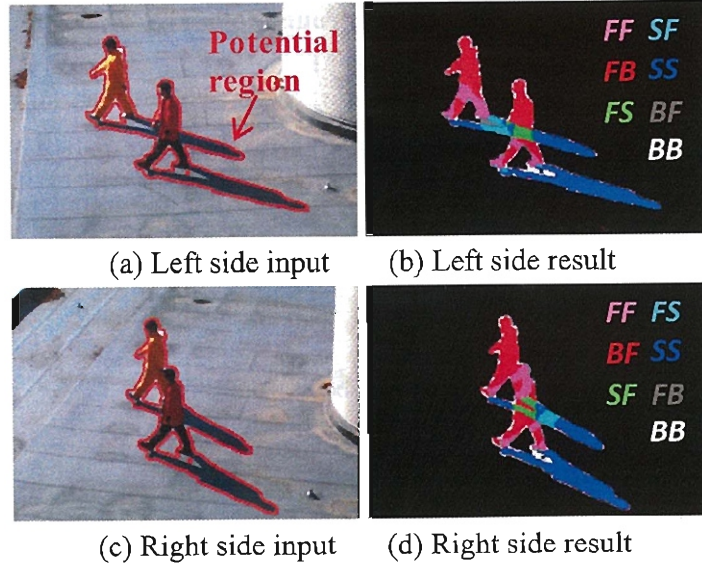 Potential
region
FF SF
FB SS
FS BF
BB
(a) Left side input
(b) Left side result
FF FS
BF SS
SF FB
BB
(c) Right side input
(d) Right side result